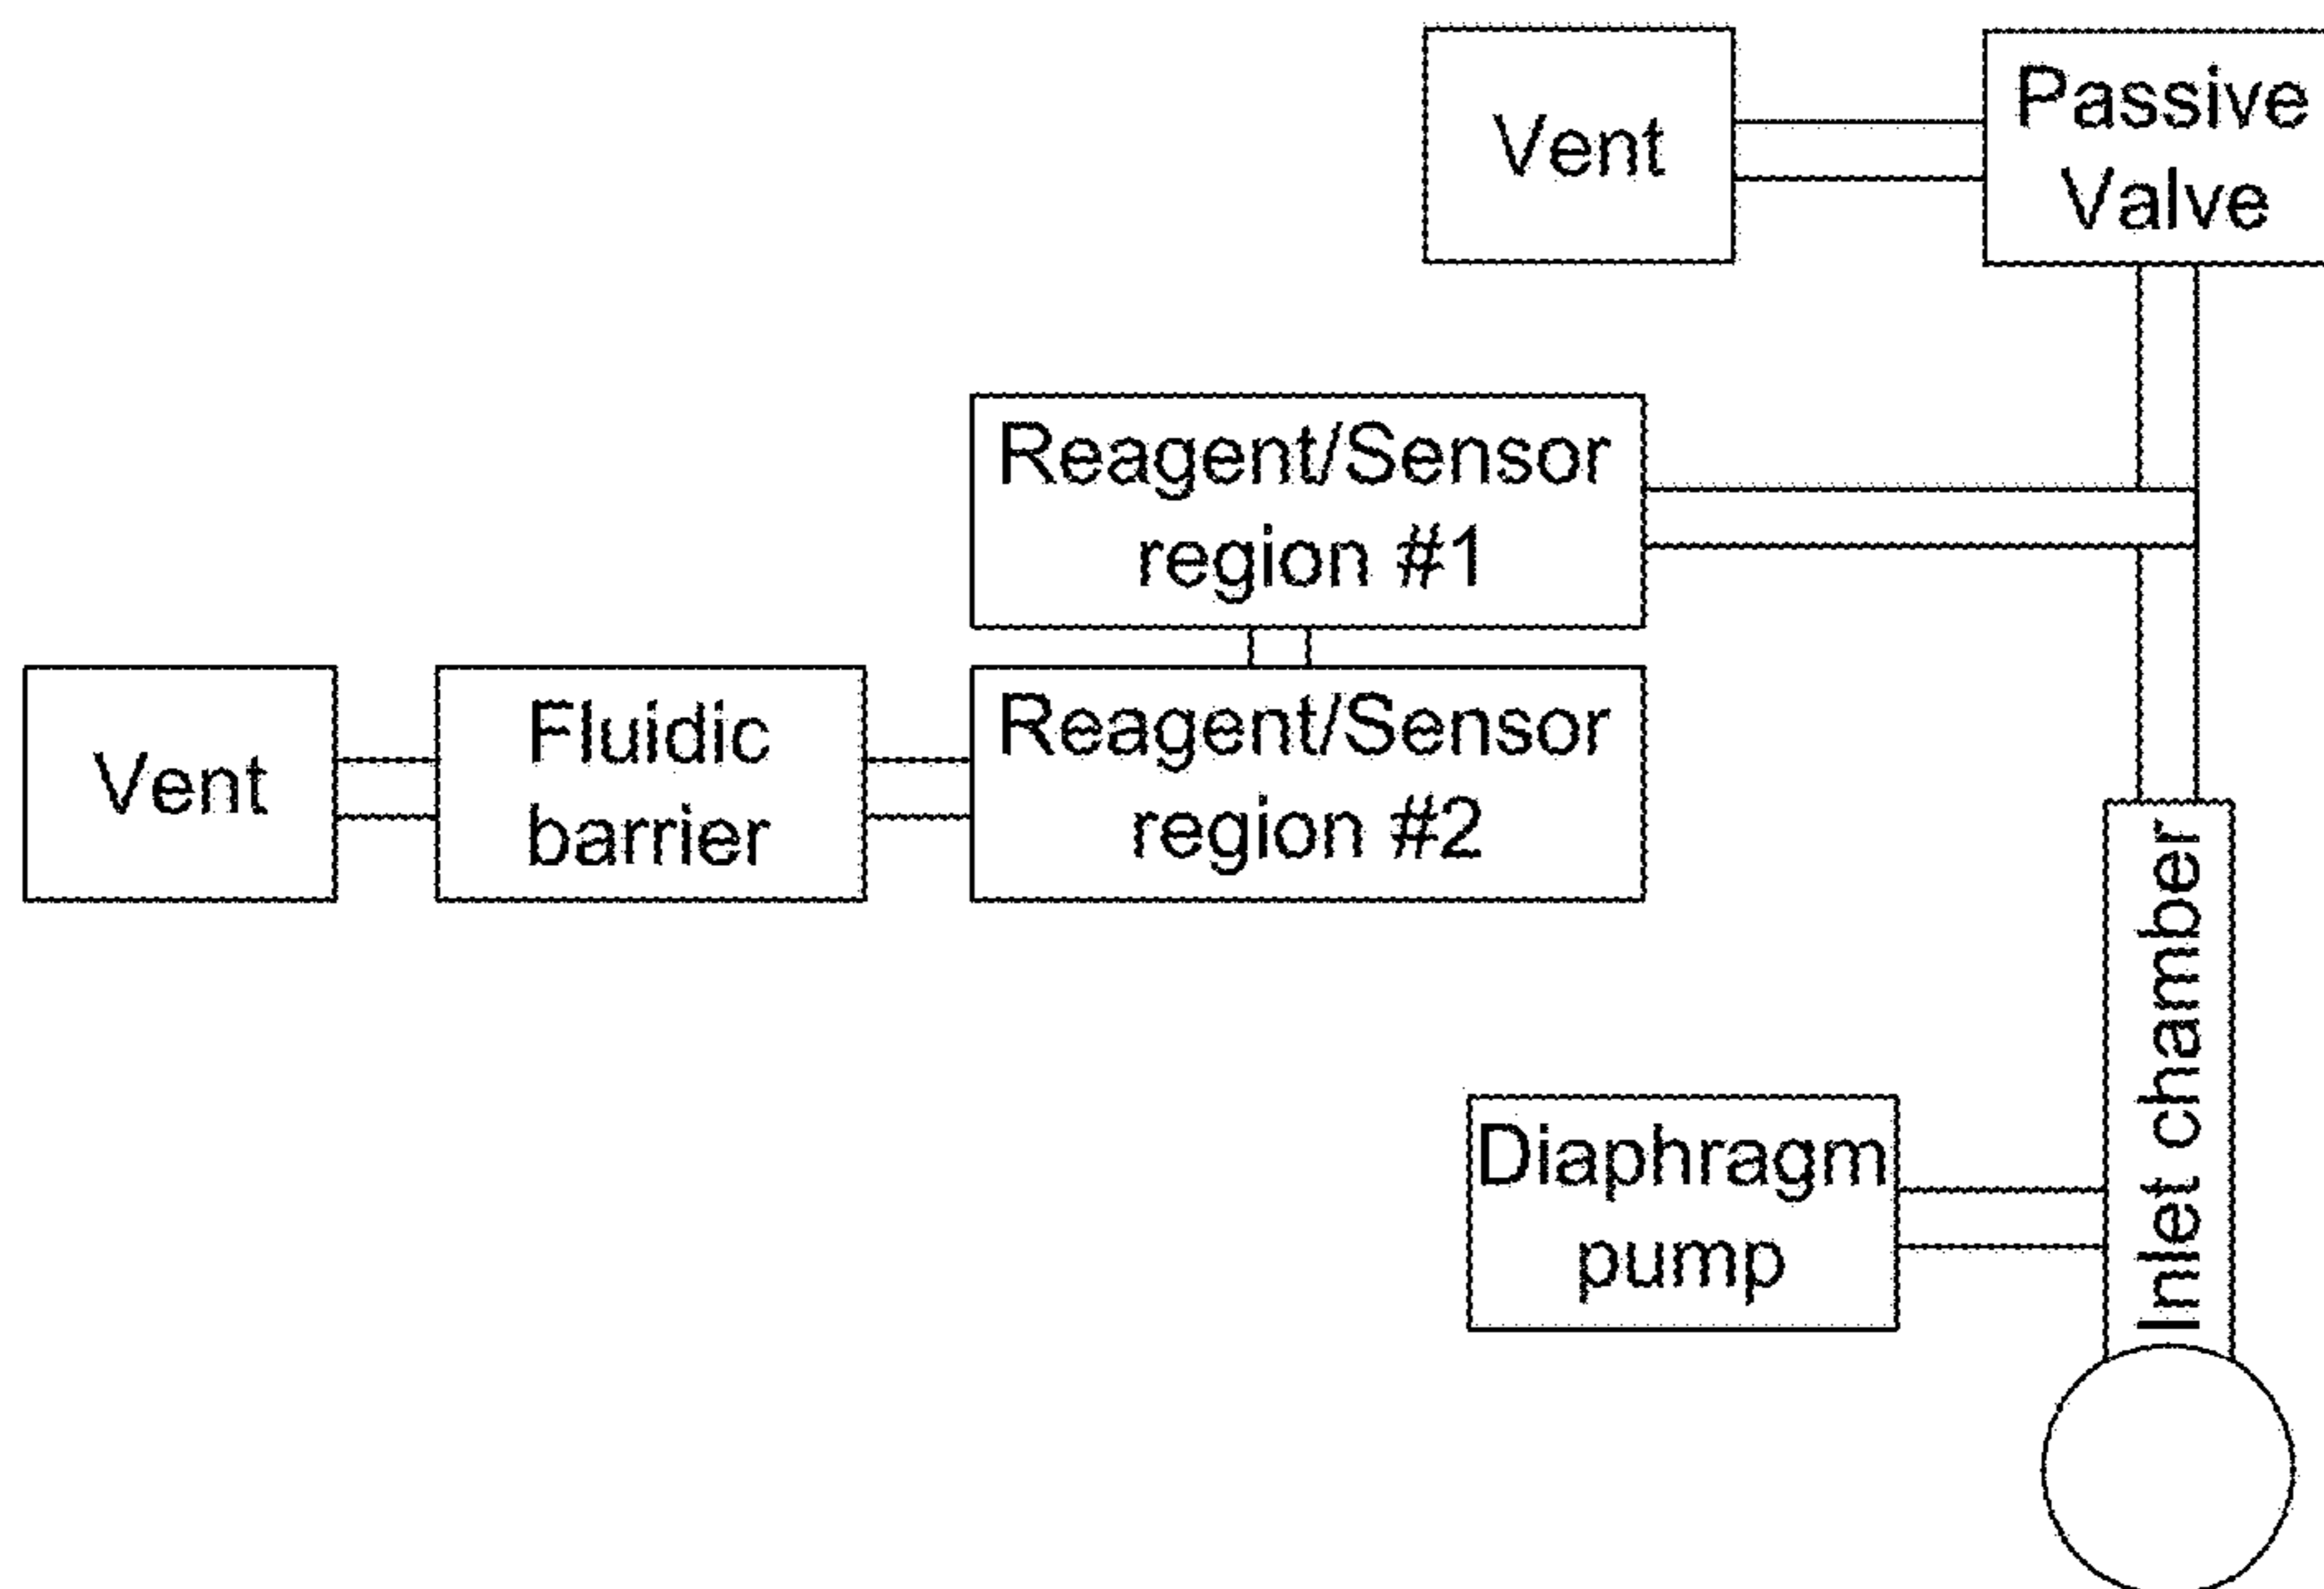 Vent
Passive
Valve
Reagent/Sensor
region #1
Vent
Fluidic
barrier
Reagent/Sensor
region #2
Inlet chamber
Diaphragm
pump